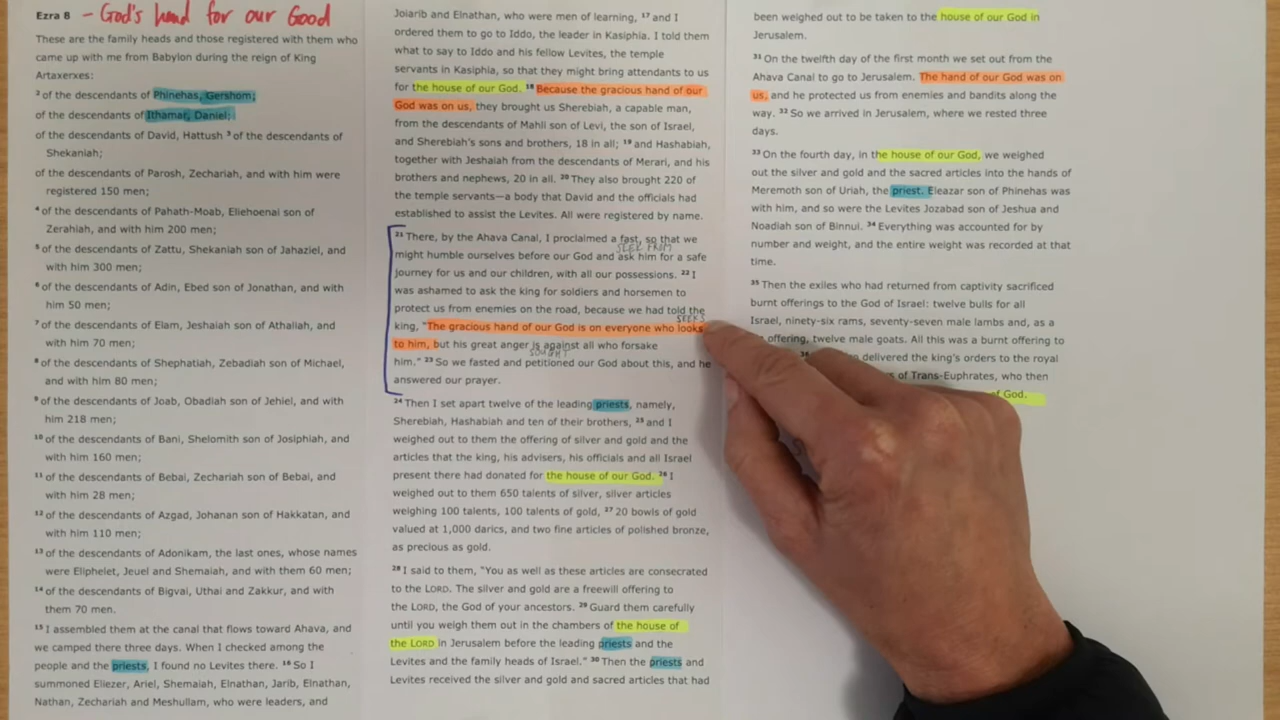 Ezra 8 – God's hand for our Good
These are the family heads and those registered with them who
came up with me from Babylon during the reign of King
Artaxerxes:
2 of the descendants of Phinehas, Gershom;
of the descendants of Ithamar, Daniel;
of the descendants of David, Hattush 3 of the descendants of
Shekaniah;
of the descendants of Parosh, Zechariah, and with him were
registered 150 men;
4 of the descendants of Pahath-Moab, Eliehoenai son of
Zerahiah, and with him 200 men;
5 of the descendants of Zattu, Shekaniah son of Jahaziel, and
with him 300 men;
6 of the descendants of Adin, Ebed son of Jonathan, and with
him 50 men;
7 of the descendants of Elam, Jeshaiah son of Athaliah, and
with him 70 men;
8 of the descendants of Shephatiah, Zebadiah son of Michael,
and with him 80 men;
9 of the descendants of Joab, Obadiah son of Jehiel, and with
him 218 men;
10 of the descendants of Bani, Shelomith son of Josiphiah, and
with him 160 men;
11 of the descendants of Bebai, Zechariah son of Bebai, and
with him 28 men;
12 of the descendants of Azgad, Johanan son of Hakkatan, and
with him 110 men;
13 of the descendants of Adonikam, the last ones, whose names
were Eliphelet, Jeuel and Shemaiah, and with them 60 men;
14 of the descendants of Bigvai, Uthai and Zakkur, and with
them 70 men.
15 I assembled them at the canal that flows toward Ahava, and
we camped there three days. When I checked among the
people and the priests, I found no Levites there. 16 So I
summoned Eliezer, Ariel, Shemaiah, Elnathan, Jarib, Elnathan,
Nathan, Zechariah and Meshullam, who were leaders, and
Joiarib and Elnathan, who were men of learning, 17 and I
ordered them to go to Iddo, the leader in Kasiphia. I told them
what to say to Iddo and his fellow Levites, the temple
servants in Kasiphia, so that they might bring attendants to us
for the house of our God. 18 Because the gracious hand of our
God was on us, they brought us Sherebiah, a capable man,
from the descendants of Mahli son of Levi, the son of Israel,
and Sherebiah's sons and brothers, 18 in all; 19 and Hashabiah,
together with Jeshaiah from the descendants of Merari, and his
brothers and nephews, 20 in all. 20 They also brought 220 of
the temple servants—a body that David and the officials had
established to assist the Levites. All were registered by name.
21 There, by the Ahava Canal, I proclaimed a fast, so that we
SEEK FROM
might humble ourselves before our God and ask him for a safe
journey for us and our children, with all our possessions. 22 I
was ashamed to ask the king for soldiers and horsemen to
protect us from enemies on the road, because we had told the
SEEKS
king, "The gracious hand of our God is on everyone who looks
to him, but his great anger is against all who forsake
SOUGHT
him." 23 So we fasted and petitioned our God about this, and he
answered our prayer.
24 Then I set apart twelve of the leading priests, namely,
Sherebiah, Hashabiah and ten of their brothers, 25 and I
weighed out to them the offering of silver and gold and the
articles that the king, his advisers, his officials and all Israel
present there had donated for the house of our God. 26 I
weighed out to them 650 talents of silver, silver articles
weighing 100 talents, 100 talents of gold, 27 20 bowls of gold
valued at 1,000 darics, and two fine articles of polished bronze,
as precious as gold.
28 I said to them, "You as well as these articles are consecrated
to the LORD. The silver and gold are a freewill offering to
the LORD, the God of your ancestors. 29 Guard them carefully
until you weigh them out in the chambers of the house of
the LORD in Jerusalem before the leading priests and the
Levites and the family heads of Israel." 30 Then the priests and
Levites received the silver and gold and sacred articles that had
been weighed out to be taken to the house of our God in
Jerusalem.
31 On the twelfth day of the first month we set out from the
Ahava Canal to go to Jerusalem. The hand of our God was on
us, and he protected us from enemies and bandits along the
way. 32 So we arrived in Jerusalem, where we rested three
days.
33 On the fourth day, in the house of our God, we weighed
out the silver and gold and the sacred articles into the hands of
Meremoth son of Uriah, the priest. Eleazar son of Phinehas was
with him, and so were the Levites Jozabad son of Jeshua and
Noadiah son of Binnui. 34 Everything was accounted for by
number and weight, and the entire weight was recorded at that
time.
35 Then the exiles who had returned from captivity sacrificed
burnt offerings to the God of Israel: twelve bulls for all
Israel, ninety-six rams, seventy-seven male lambs and, as a
offering, twelve male goats. All this was a burnt offering to
36 delivered the king's orders to the royal
of Trans-Euphrates, who then
of God.